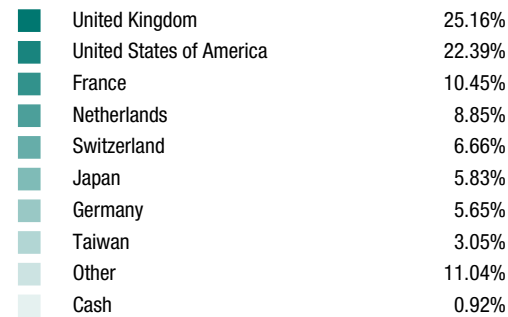 United Kingdom 25.16%
United States of America 22.39%
France 10.45%
Netherlands 8.85%
Switzerland 6.66%
Japan 5.83%
Germany 5.65%
Taiwan 3.05%
Other 11.04%
Cash 0.92%